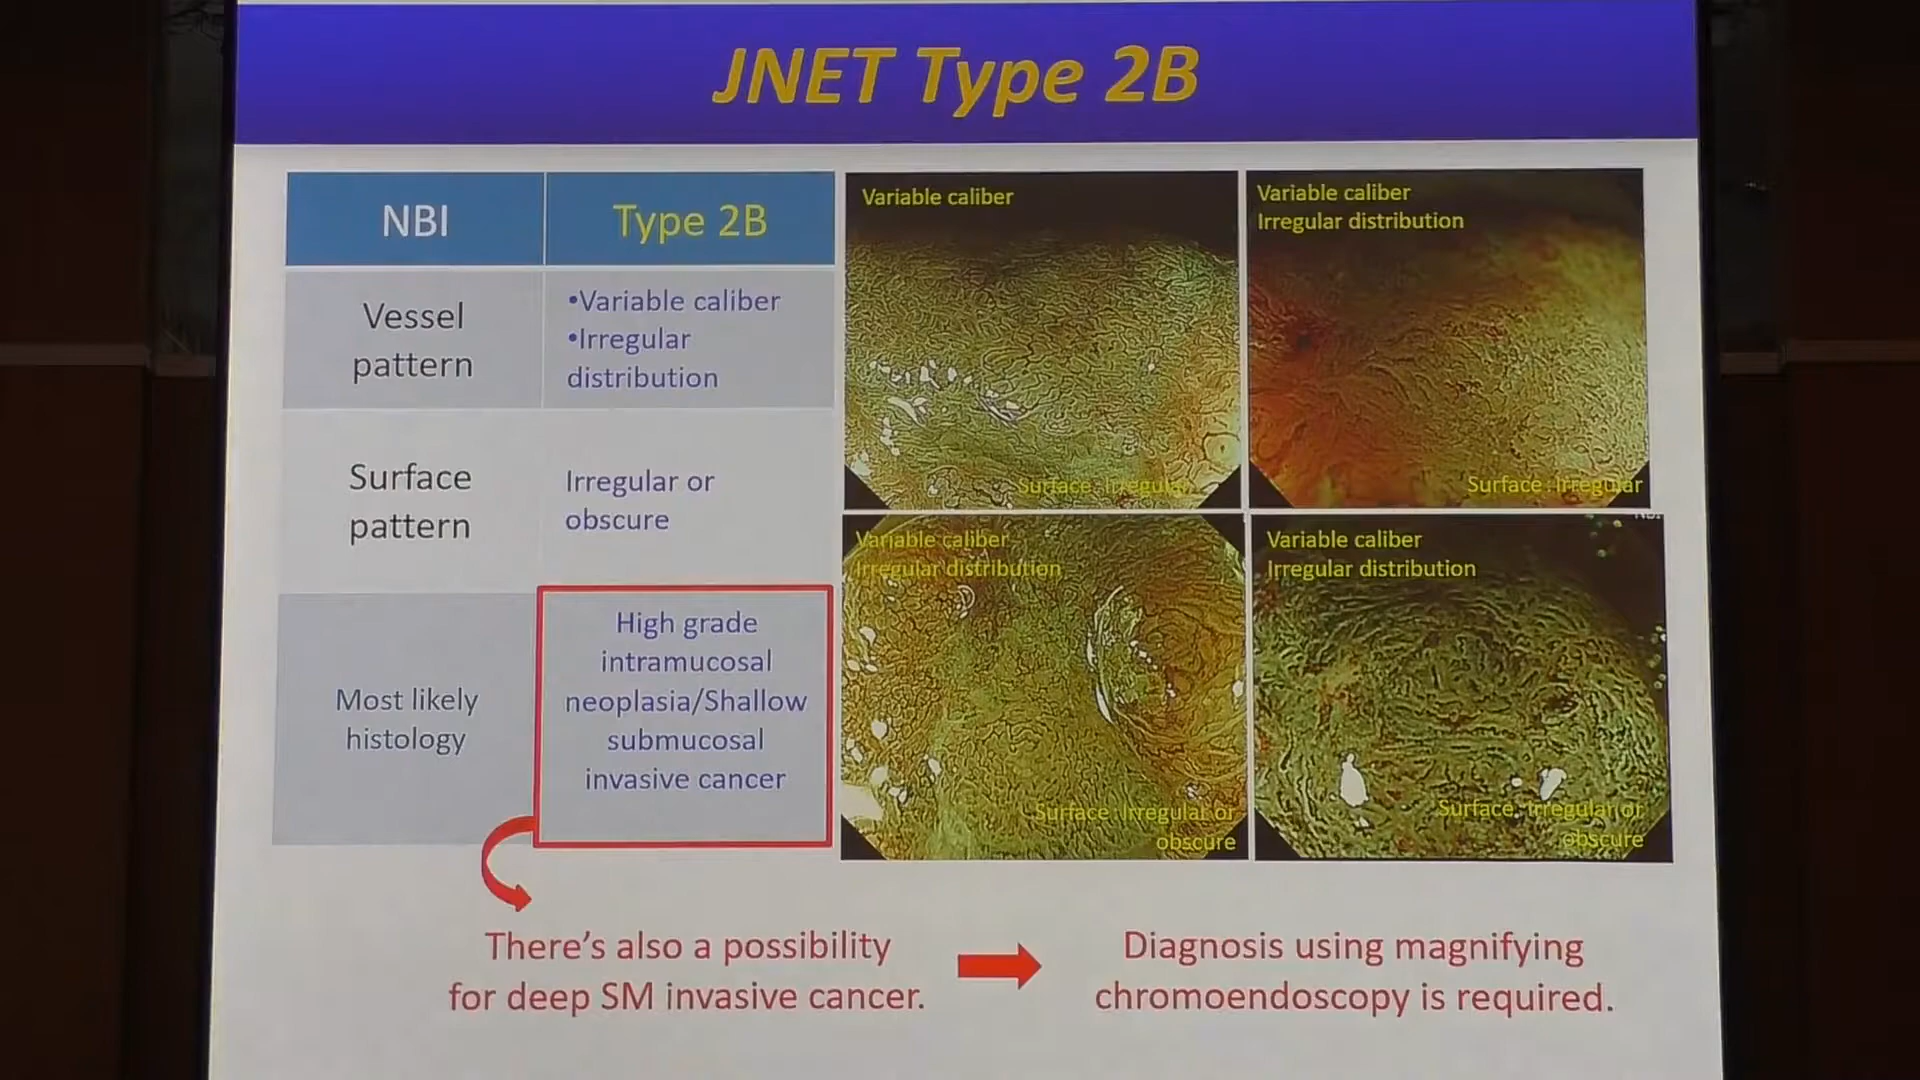 JNET Type 2B
NBI
Type 2B
Vessel
pattern
•Variable caliber
•Irregular
distribution
Surface
pattern
Irregular or
obscure
Most likely
histology
High grade
intramucosal
neoplasia/Shallow
submucosal
invasive cancer
Variable caliber
Surface: Irregular
Variable caliber
Irregular distribution
Surface: Irregular
Variable caliber
Irregular distribution
Surface: Irregular or
obscure
NBI
Variable caliber
Irregular distribution
Surface: Irregular or
obscure
There's also a possibility
for deep SM invasive cancer.
Diagnosis using magnifying
chromoendoscopy is required.